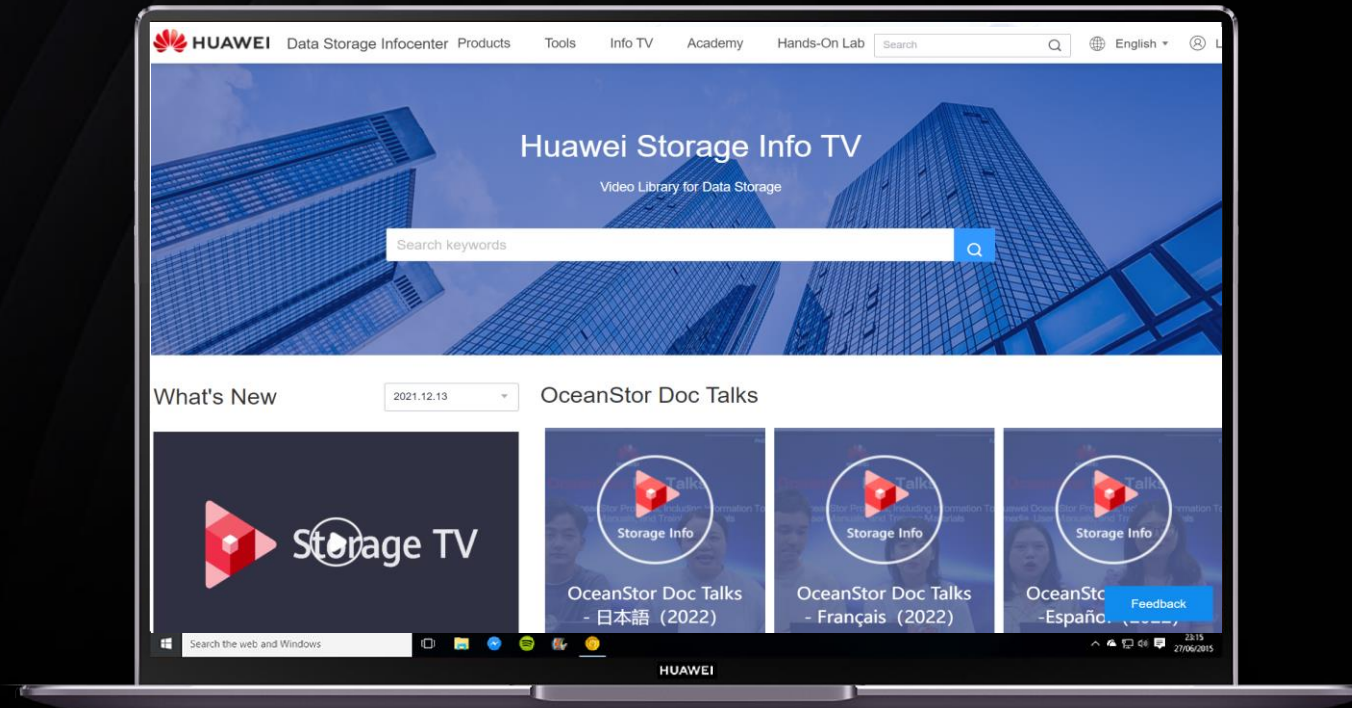 HUAWEI Data Storage Infocenter Products Tools Info TV Academy Hands-On Lab Search English L
Huawei Storage Info TV
Video Library for Data Storage
Search keywords
What's New 2021.12.13 OceanStor Doc Talks
Storage TV
Storage Info Storage Info Storage Info
OceanStor Doc Talks OceanStor Doc Talks OceanSto
- 日本語（2022） - Français（2022） -Español
Feedback
Search the web and Windows
23:15
27/06/2015
HUAWEI